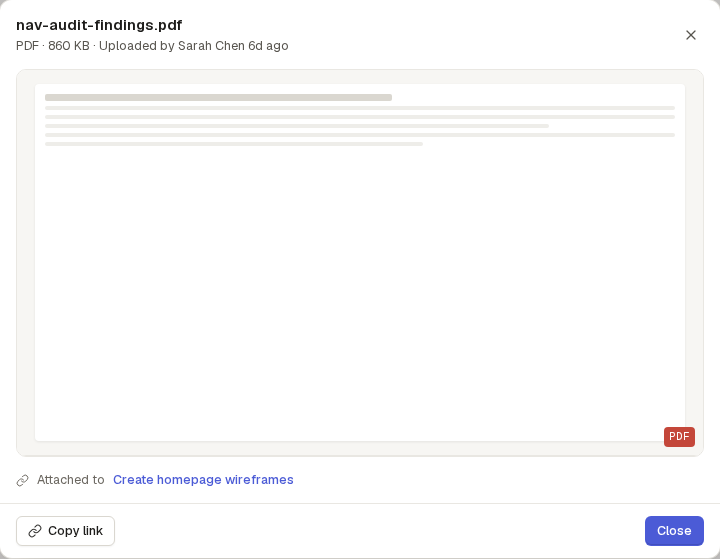 nav-audit-findings.pdf
PDF · 860 KB · Uploaded by Sarah Chen 6d ago
PDF
Attached to Create homepage wireframes
Copy link
Close